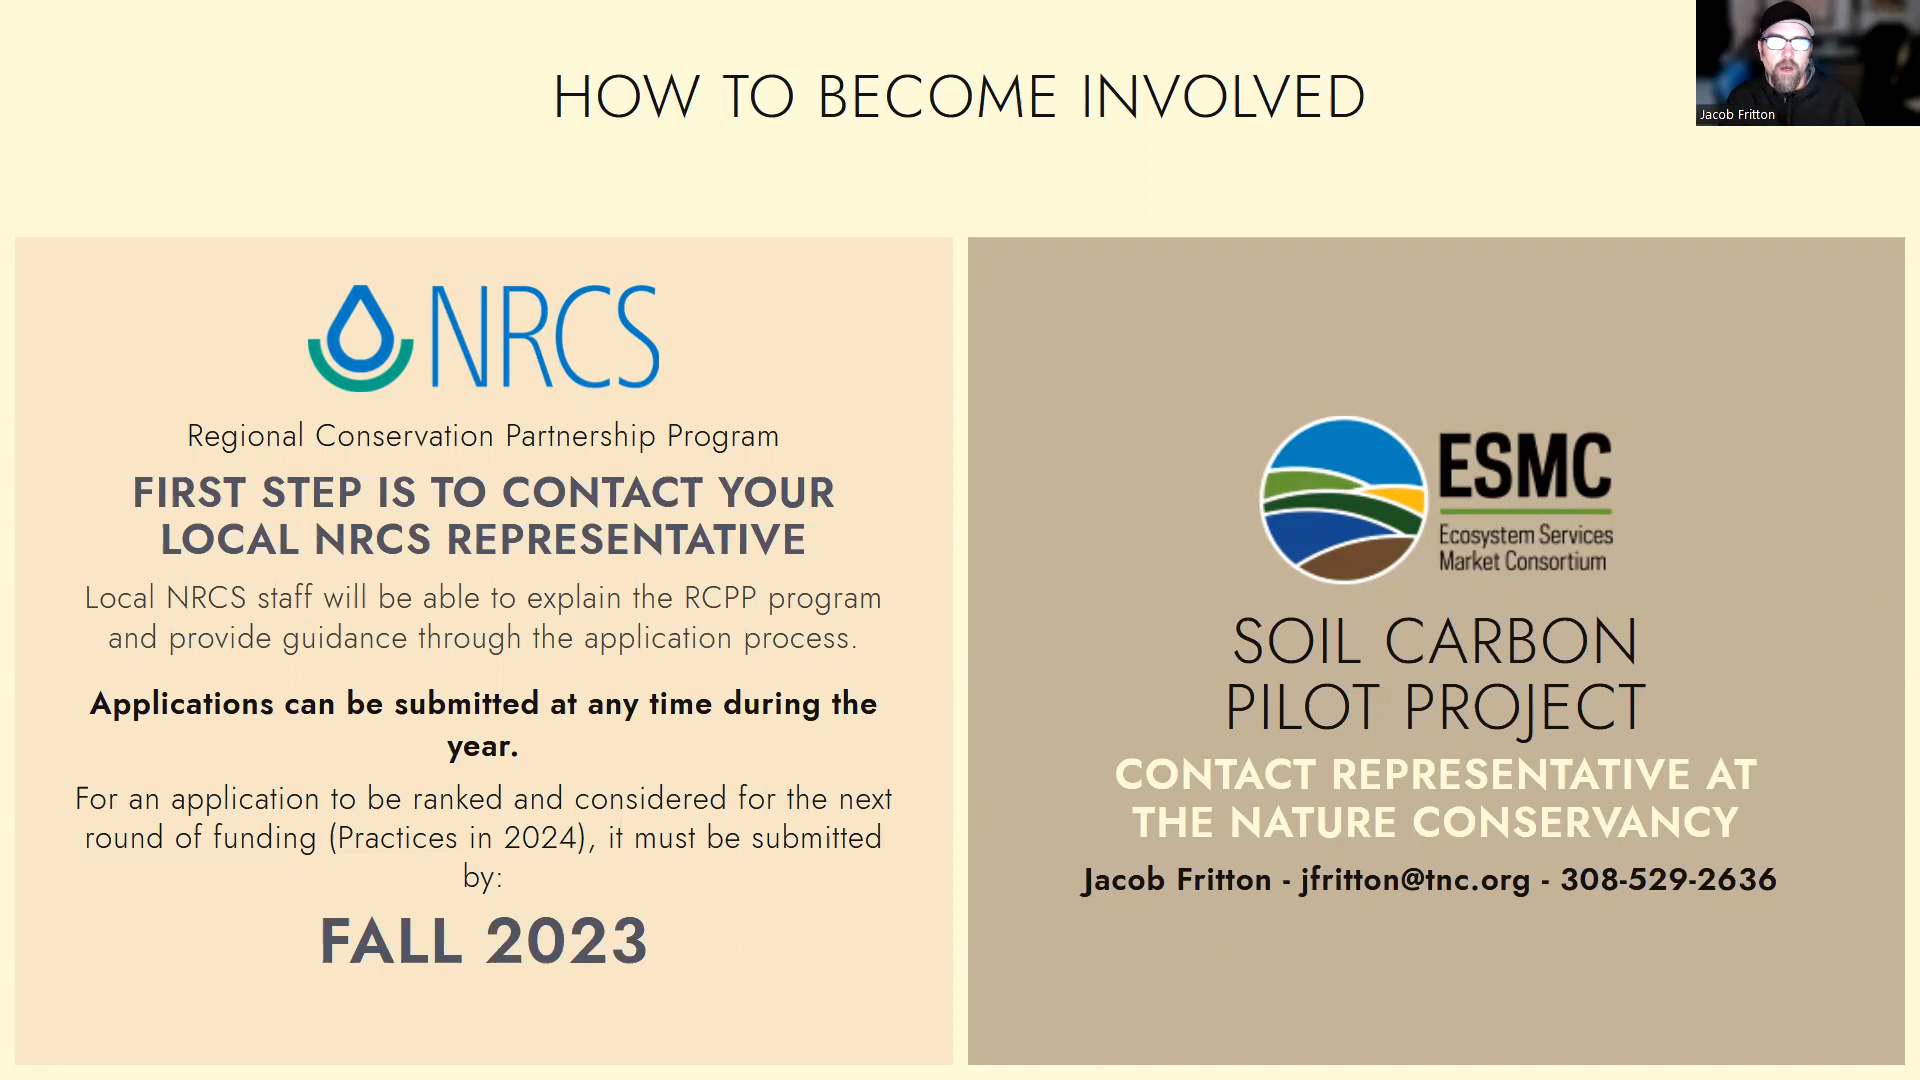 HOW TO BECOME INVOLVED
Jacob Fritton
NRCS
Regional Conservation Partnership Program
FIRST STEP IS TO CONTACT YOUR
LOCAL NRCS REPRESENTATIVE
Local NRCS staff will be able to explain the RCPP program
and provide guidance through the application process.
Applications can be submitted at any time during the
year.
For an application to be ranked and considered for the next
round of funding (Practices in 2024), it must be submitted
by:
FALL 2023
ESMC
Ecosystem Services
Market Consortium
SOIL CARBON
PILOT PROJECT
CONTACT REPRESENTATIVE AT
THE NATURE CONSERVANCY
Jacob Fritton - jfritton@tnc.org - 308-529-2636